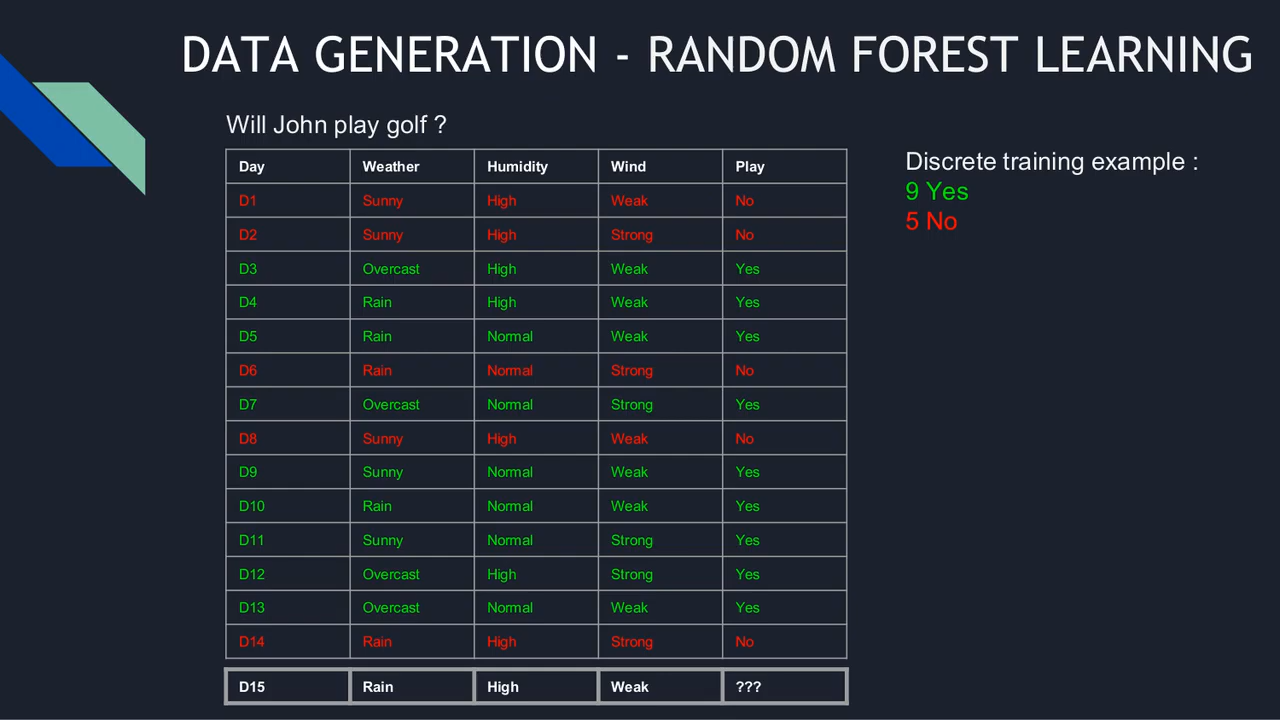 DATA GENERATION - RANDOM FOREST LEARNING
Will John play golf ?
Day Weather Humidity Wind Play
D1 Sunny High Weak No
D2 Sunny High Strong No
D3 Overcast High Weak Yes
D4 Rain High Weak Yes
D5 Rain Normal Weak Yes
D6 Rain Normal Strong No
D7 Overcast Normal Strong Yes
D8 Sunny High Weak No
D9 Sunny Normal Weak Yes
D10 Rain Normal Weak Yes
D11 Sunny Normal Strong Yes
D12 Overcast High Strong Yes
D13 Overcast Normal Weak Yes
D14 Rain High Strong No
D15 Rain High Weak ???
Discrete training example :
9 Yes
5 No